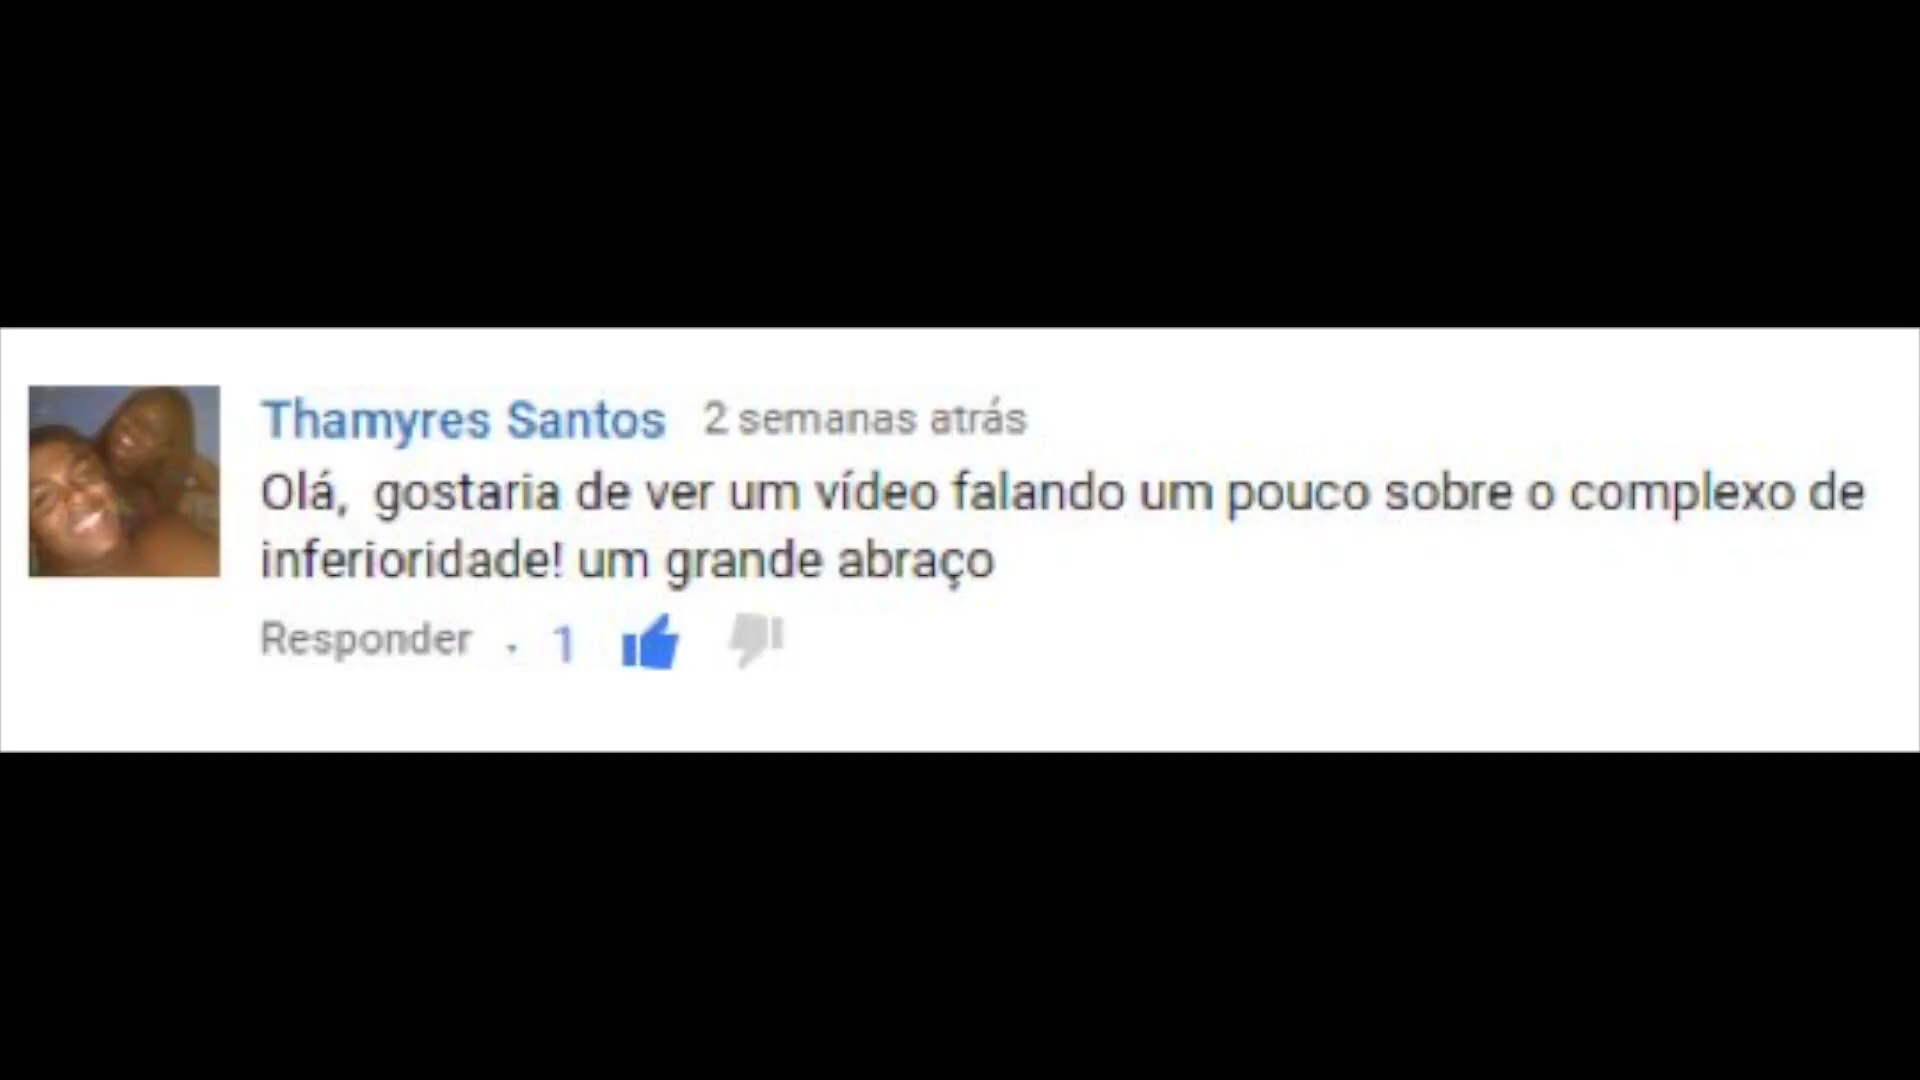 Thamyres Santos 2 semanas atrás
Olá, gostaria de ver um vídeo falando um pouco sobre o complexo de
inferioridade! um grande abraço
Responder . 1